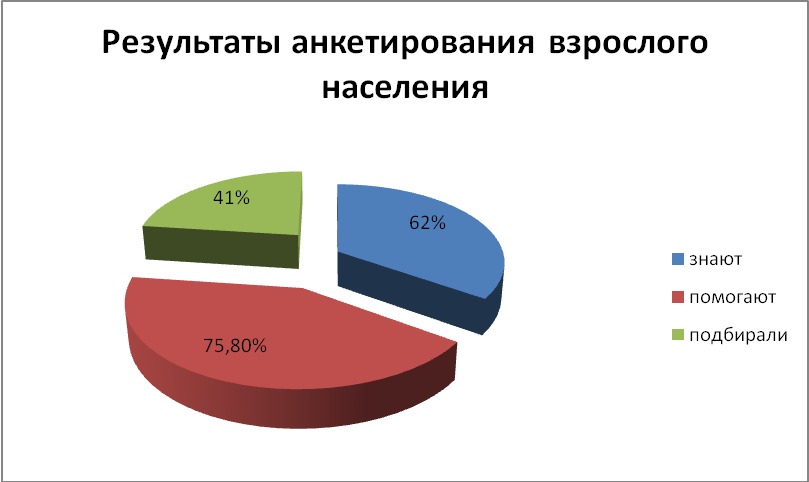 Результаты анкетирования взрослого
населения
41%
62%
75,80%
знают
помогают
подбирали